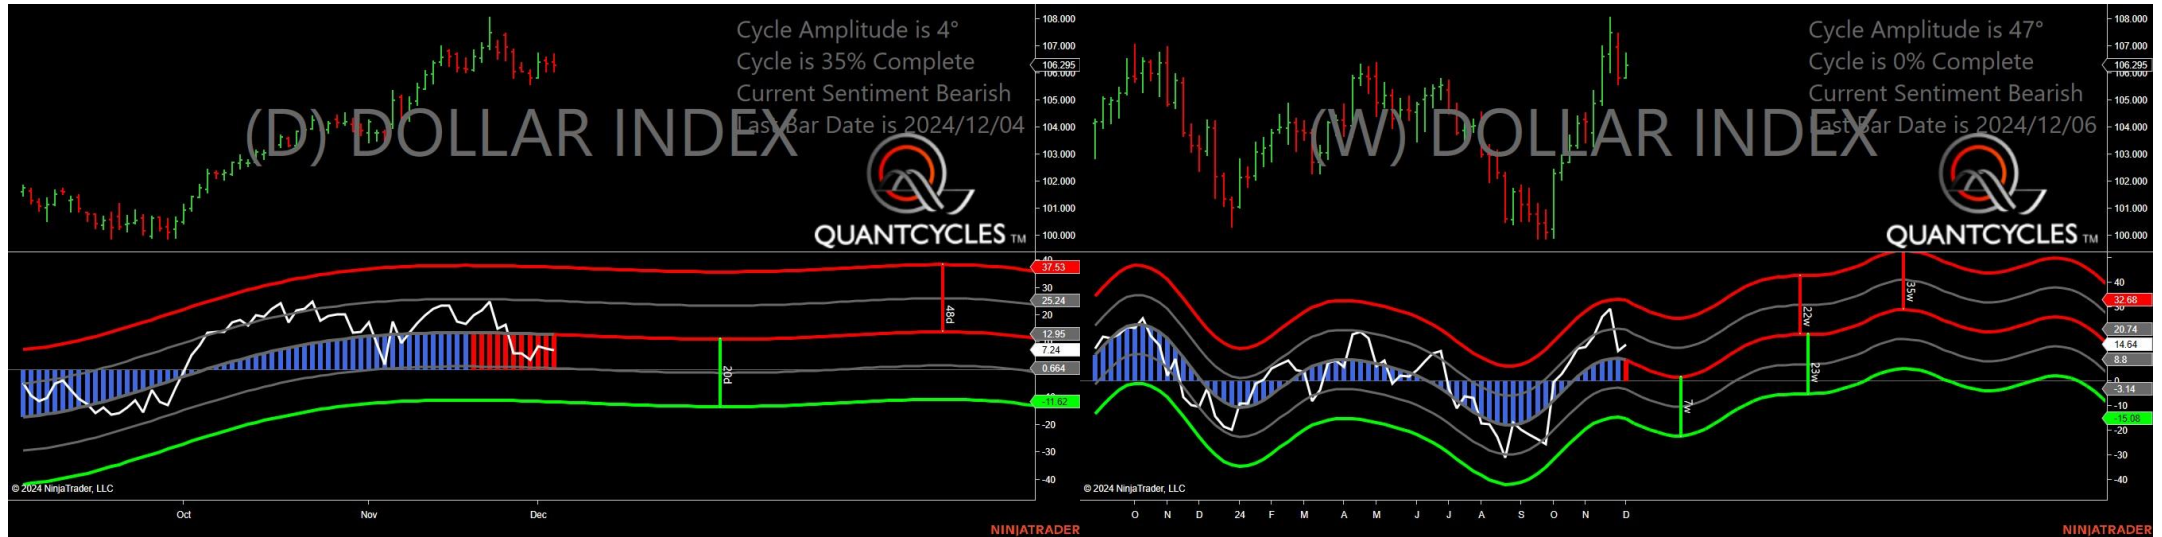 Cycle Amplitude is 4°
Cycle is 35% Complete
Current Sentiment Bearish
Last Bar Date is 2024/12/04
(D) DOLLAR INDEX
QUANTCYCLES TM
108.000
107.000
106.295
106.000
105.000
104.000
103.000
102.000
101.000
100.000
40
37.53
30
25.24
20
12.95
7.24
0.664
-11.62
-20
-30
-40
48d
20d
© 2024 NinjaTrader, LLC
Oct
Nov
Dec
NINJATRADER
Cycle Amplitude is 47°
Cycle is 0% Complete
Current Sentiment Bearish
Last Bar Date is 2024/12/06
(W) DOLLAR INDEX
QUANTCYCLES TM
108.000
107.000
106.295
106.000
105.000
104.000
103.000
102.000
101.000
100.000
40
32.68
30
20.74
14.64
8.8
0
-3.14
-10
-15.08
-20
-30
-40
22w
35w
23w
7w
© 2024 NinjaTrader, LLC
O
N
D
24
F
M
A
M
J
J
A
S
O
N
D
NINJATRADER